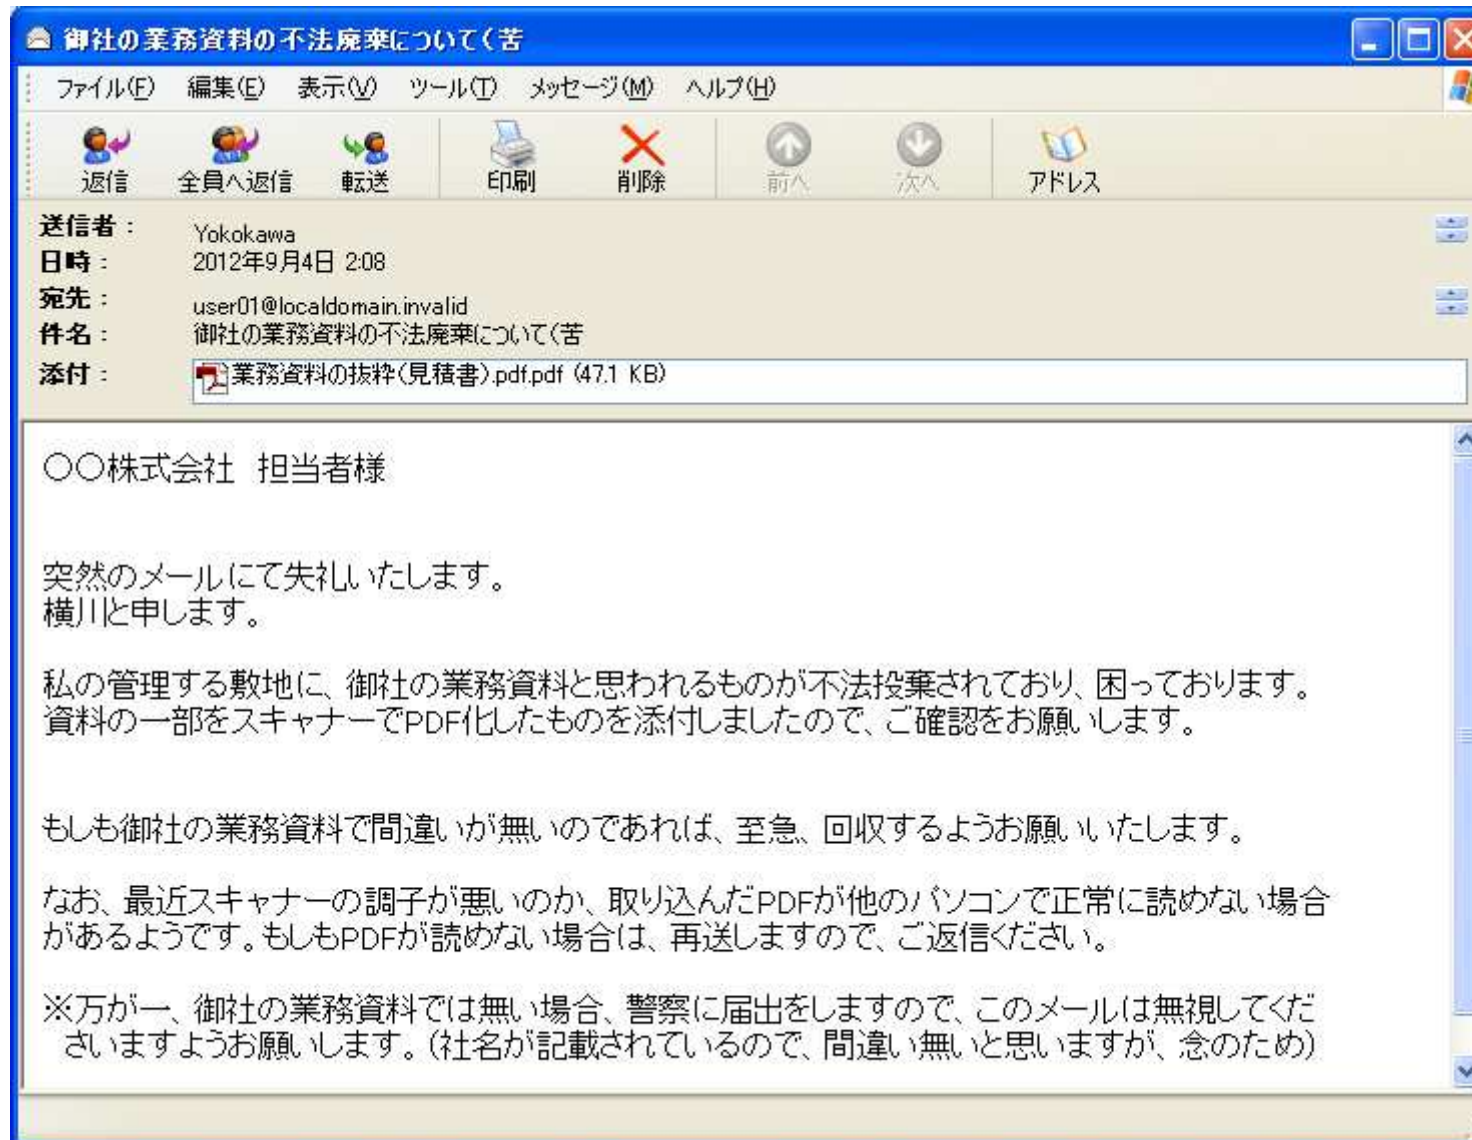 御社の業務資料の不法廃棄についてく苦
ファイル(F) 編集(E) 表示(V) ツール(T) メッセージ(M) ヘルプ(H)
返信 全員へ返信 転送 印刷 削除 前へ 次へ アドレス
送信者： Yokokawa
日時： 2012年9月4日 2:08
宛先： user01@localdomain.invalid
件名： 御社の業務資料の不法廃棄についてく苦
添付： 業務資料の抜粋(見積書).pdf.pdf (47.1 KB)
〇〇株式会社 担当者様
突然のメールにて失礼いたします。
横川と申します。
私の管理する敷地に、御社の業務資料と思われるものが不法投棄されており、困っております。
資料の一部をスキャナーでPDF化したものを添付しましたので、ご確認をお願いします。
もしも御社の業務資料で間違いが無いのであれば、至急、回収するようお願いいたします。
なお、最近スキャナーの調子が悪いのか、取り込んだPDFが他のパソコンで正常に読めない場合
があるようです。もしもPDFが読めない場合は、再送しますので、ご返信ください。
※万が一、御社の業務資料では無い場合、警察に届出をしますので、このメールは無視してくだ
さいますようお願いします。(社名が記載されているので、間違い無いと思いますが、念のため)